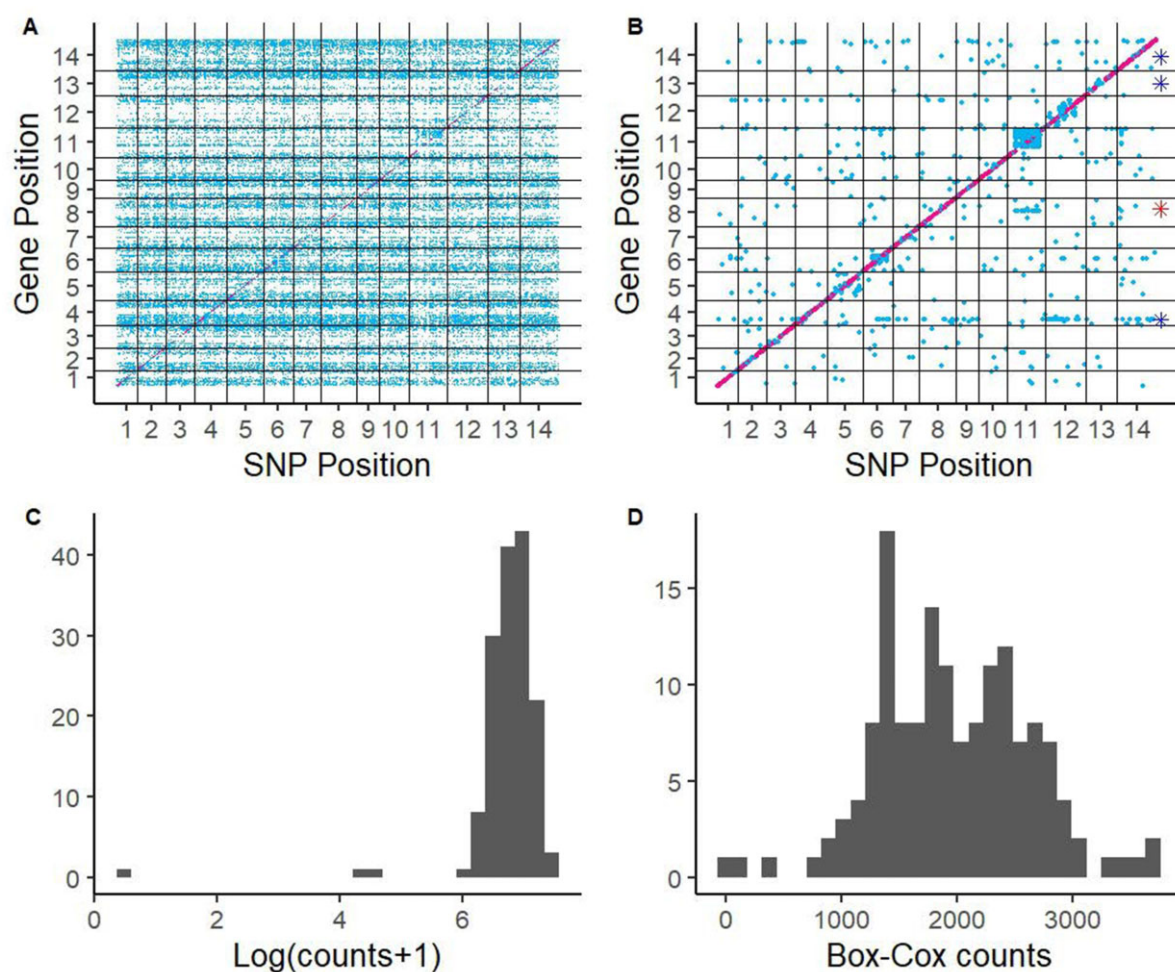 A
Gene Position
14
13
12
11
10
9
8
7
6
5
4
3
2
1
1 2 3 4 5 6 7 8 9 10 11 12 13 14
SNP Position
B
Gene Position
14
13
12
11
10
9
8
7
6
5
4
3
2
1
1 2 3 4 5 6 7 8 9 10 11 12 13 14
SNP Position
C
40
30
20
10
0
0 2 4 6
Log(counts+1)
D
15
10
5
0
0 1000 2000 3000
Box-Cox counts